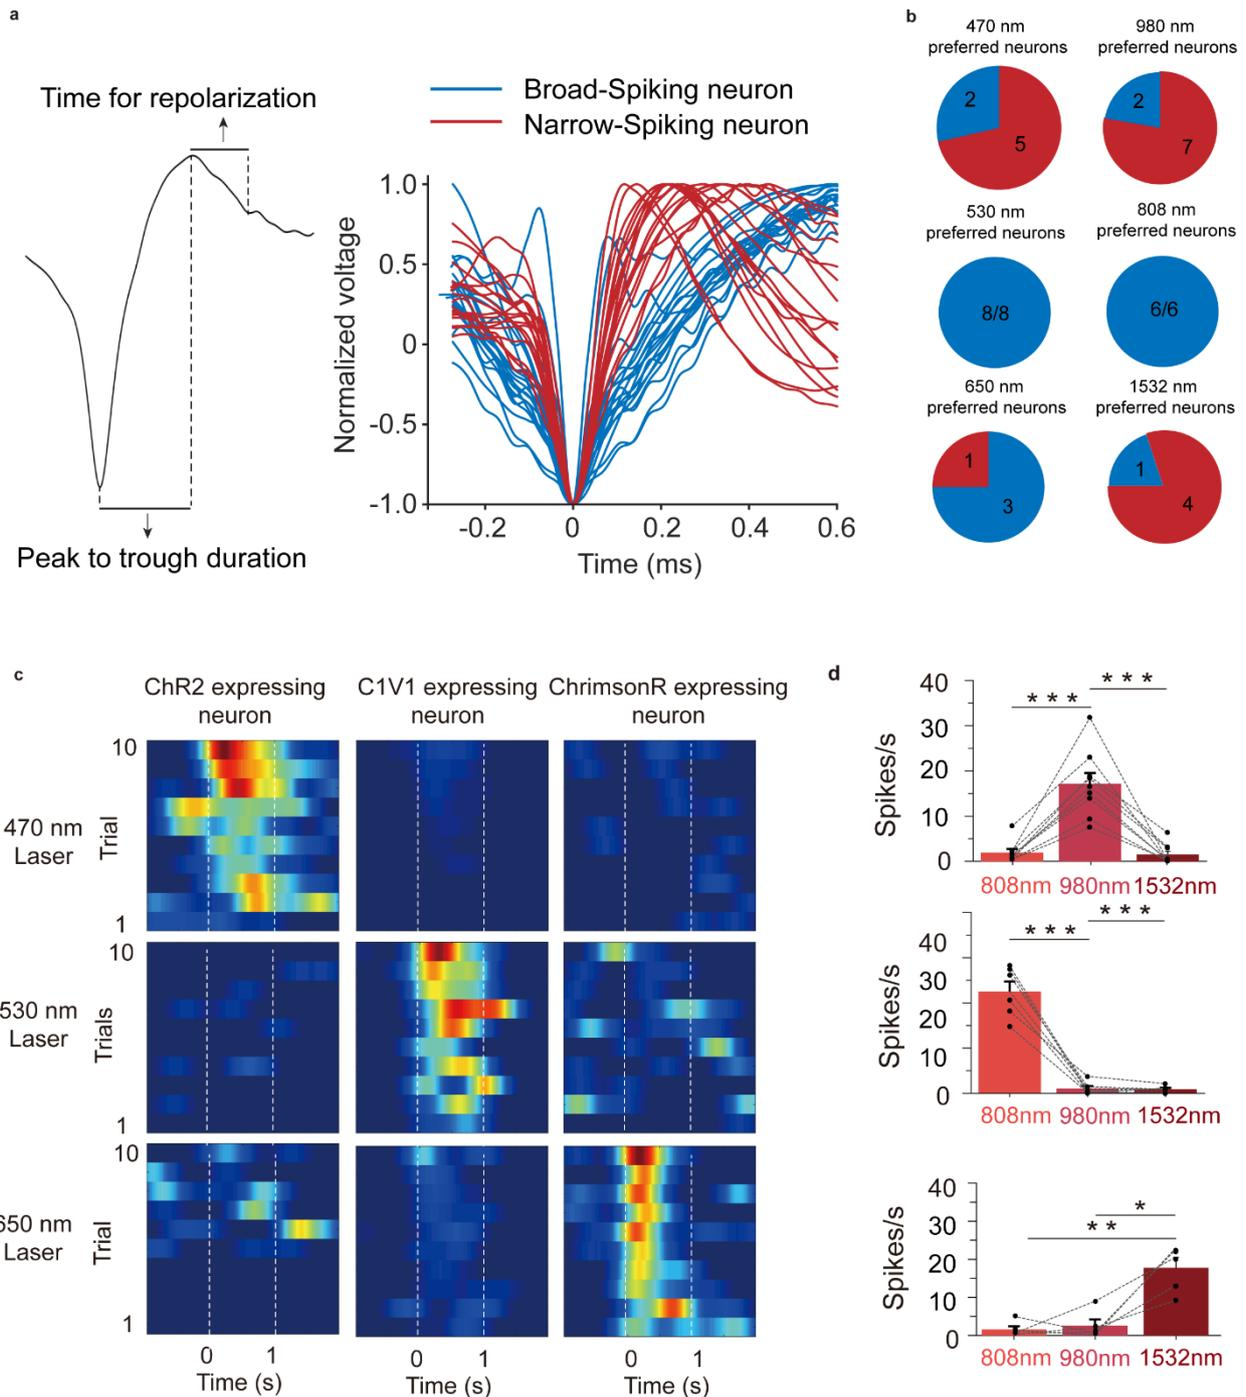 a
Time for repolarization
Peak to trough duration
Broad-Spiking neuron
Narrow-Spiking neuron
Normalized voltage
1.0
0.5
0
-0.5
-1.0
-0.2
0
0.2
0.4
0.6
Time (ms)
b
470 nm
preferred neurons
2
5
980 nm
preferred neurons
2
7
530 nm
preferred neurons
8/8
808 nm
preferred neurons
6/6
650 nm
preferred neurons
1
3
1532 nm
preferred neurons
1
4
c
ChR2 expressing
neuron
C1V1 expressing
neuron
ChrimsonR expressing
neuron
470 nm
Laser
Trial
10
1
530 nm
Laser
Trials
10
1
650 nm
Laser
Trial
10
1
0
1
Time (s)
0
1
Time (s)
0
1
Time (s)
d
Spikes/s
40
30
20
10
0
* * *
* * *
808nm
980nm
1532nm
Spikes/s
40
30
20
10
0
* * *
* * *
808nm
980nm
1532nm
Spikes/s
40
30
20
10
0
*
* *
808nm
980nm
1532nm